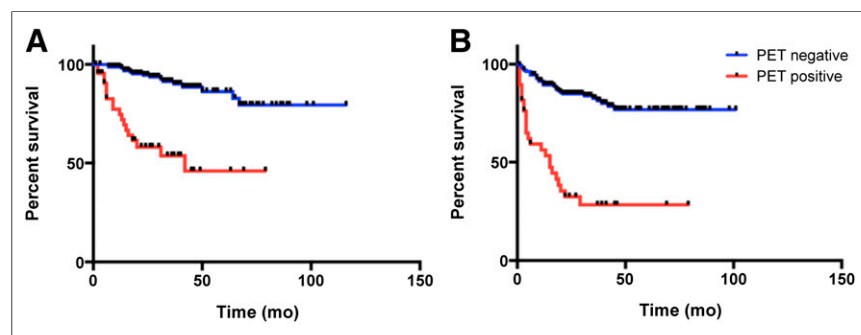 A
Percent survival
100
50
0
0 50 100 150
Time (mo)
B
PET negative
PET positive
Percent survival
100
50
0
0 50 100 150
Time (mo)